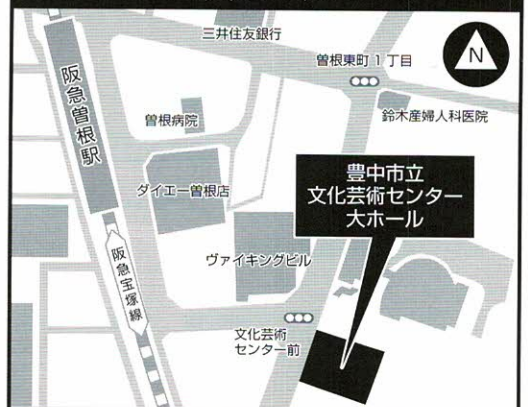 三井住友銀行
曽根東町1丁目
N
阪急曽根駅
曽根病院
鈴木産婦人科医院
豊中市立
文化芸術センター
大ホール
ダイエー曽根店
ヴァイキングビル
阪急宝塚線
文化芸術
センター前